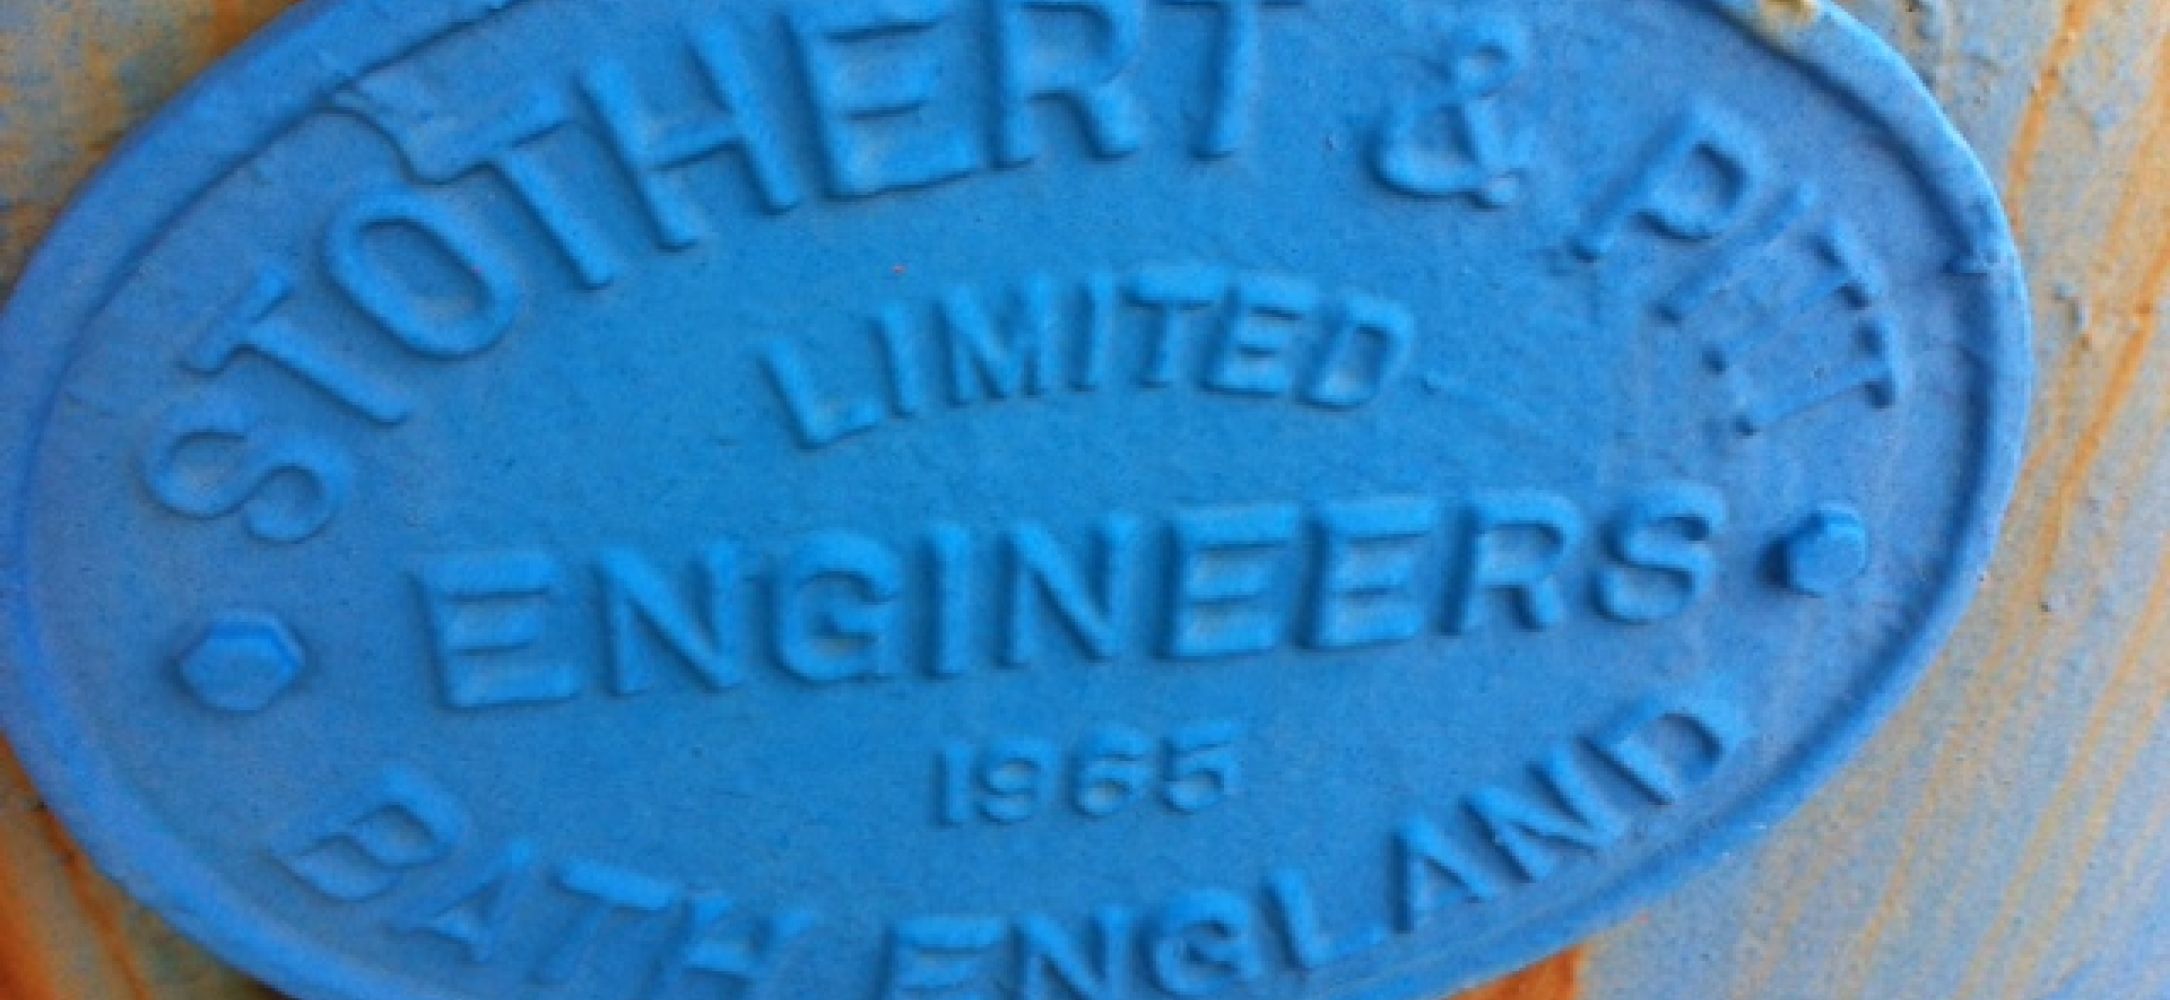 STOTHERT & PITT
LIMITED
ENGINEERS
1965
BATH ENGLAND